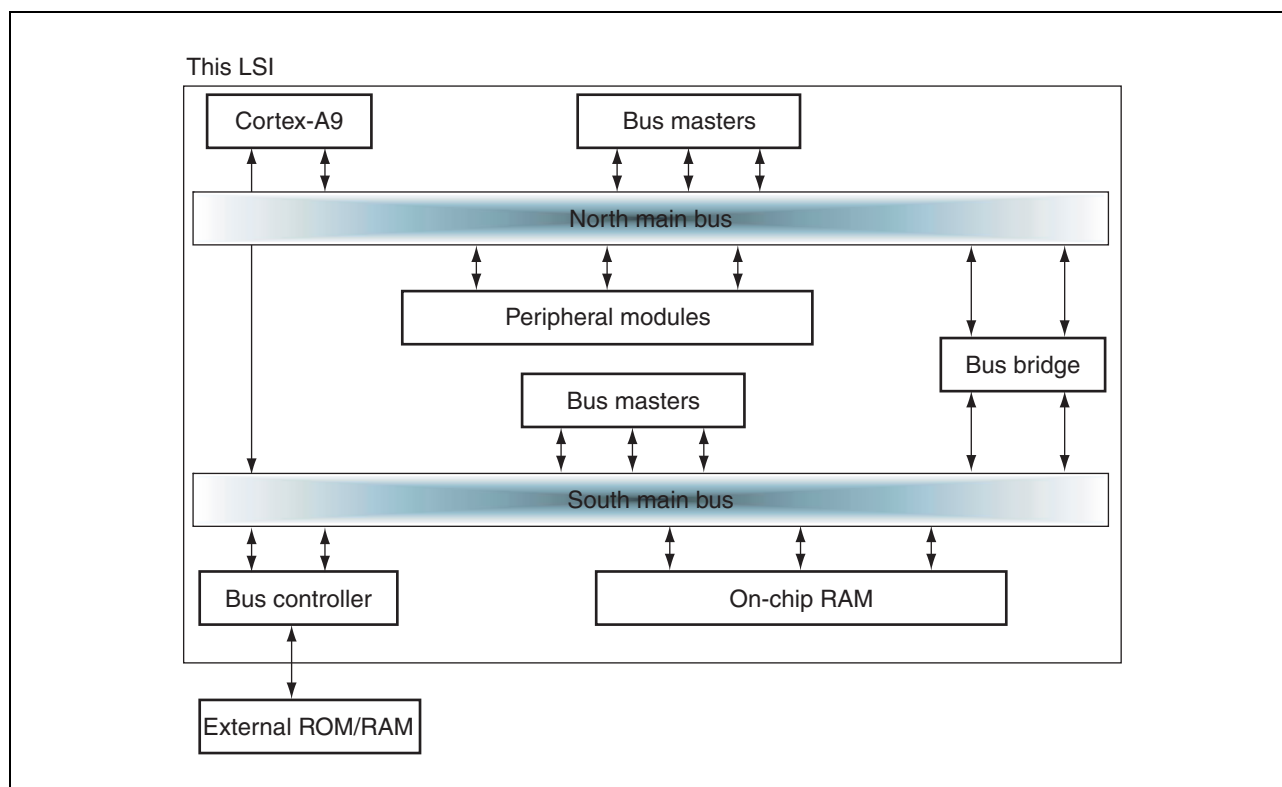 This LSI
Cortex-A9
Bus masters
North main bus
Peripheral modules
Bus bridge
Bus masters
South main bus
Bus controller
On-chip RAM
External ROM/RAM